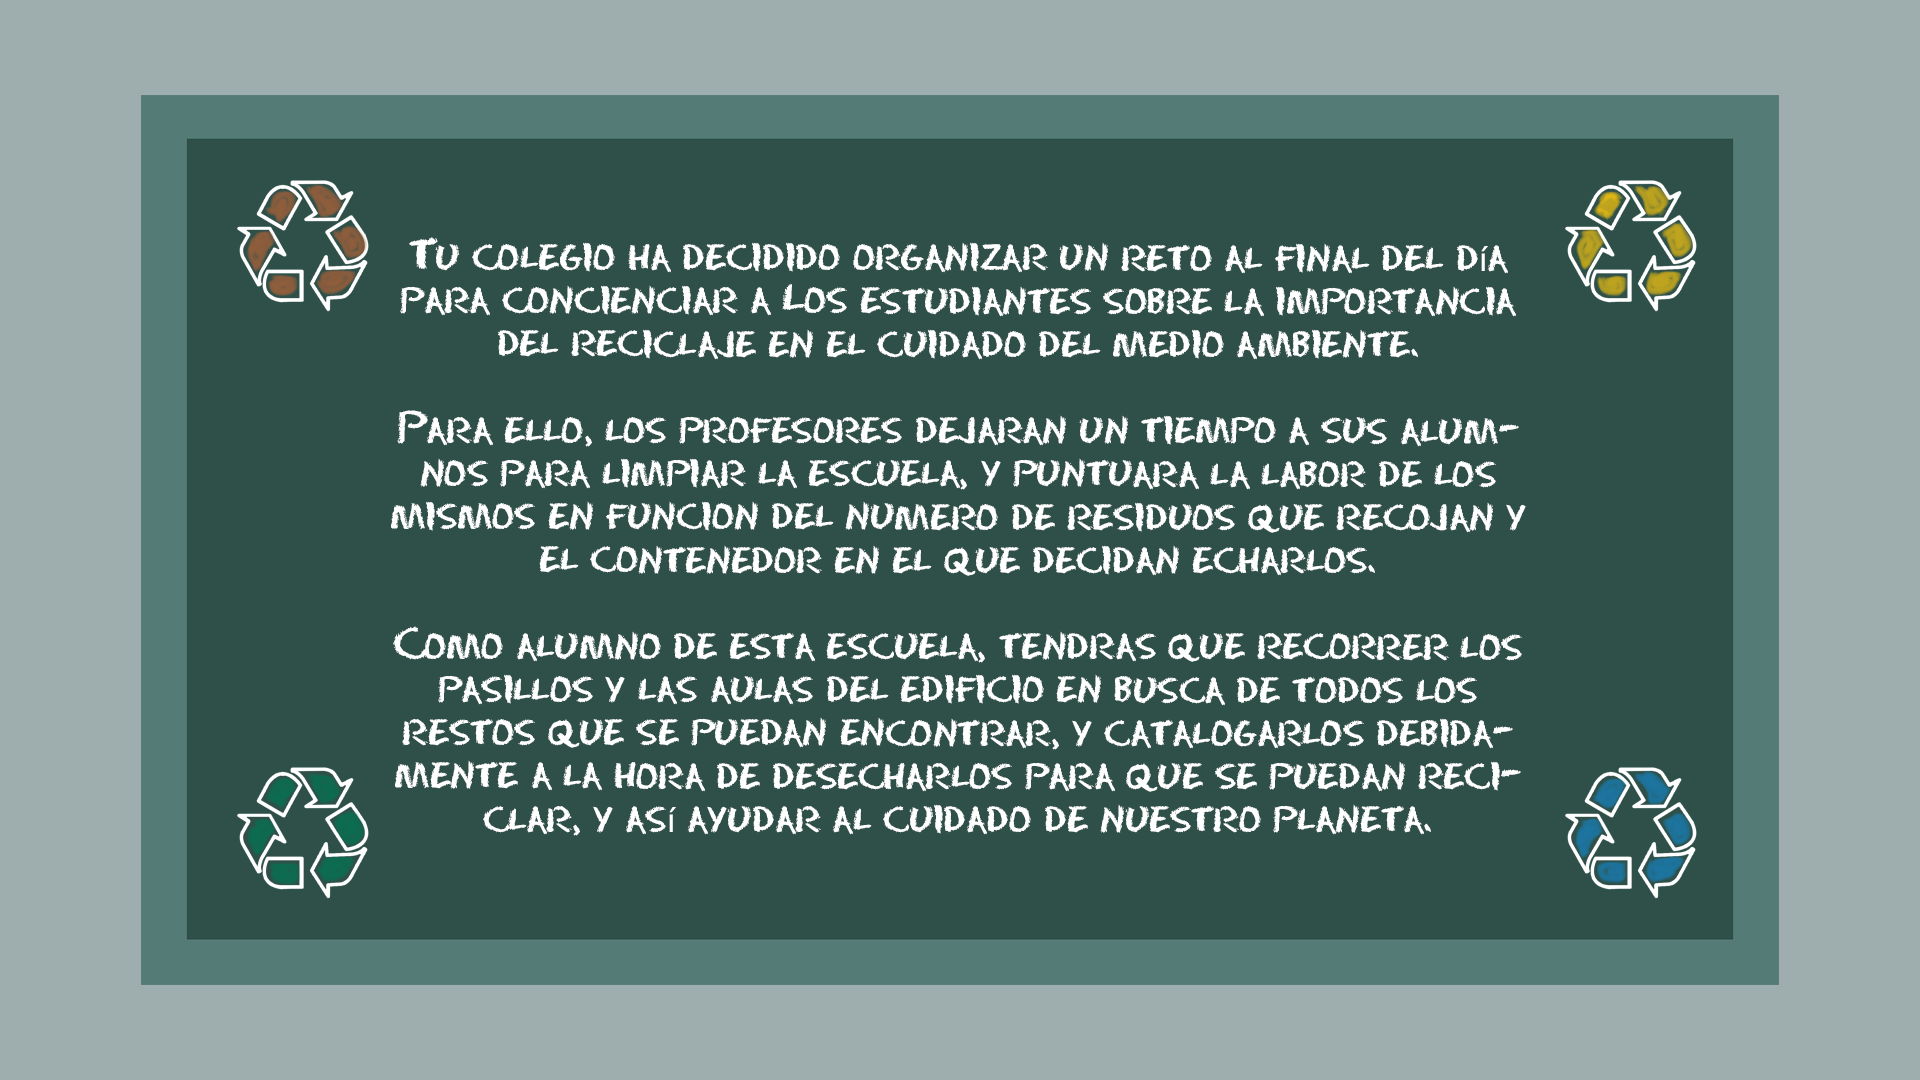 Tu colegio ha decidido organizar un reto al final del día
para concienciar a Los estudiantes sobre la importancia
del reciclaje en el cuidado del medio ambiente.
Para ello, los profesores dejaran un tiempo a sus alum-
nos para limpiar la escuela, y puntuara la labor de los
mismos en funcion del numero de residuos que recojan y
el contenedor en el que decidan echarlos.
Como alumno de esta escuela, tendras que recorrer los
pasillos y las aulas del edificio en busca de todos los
restos que se puedan encontrar, y catalogarlos debida-
mente a la hora de desecharlos para que se puedan reci-
clar, y así ayudar al cuidado de nuestro planeta.